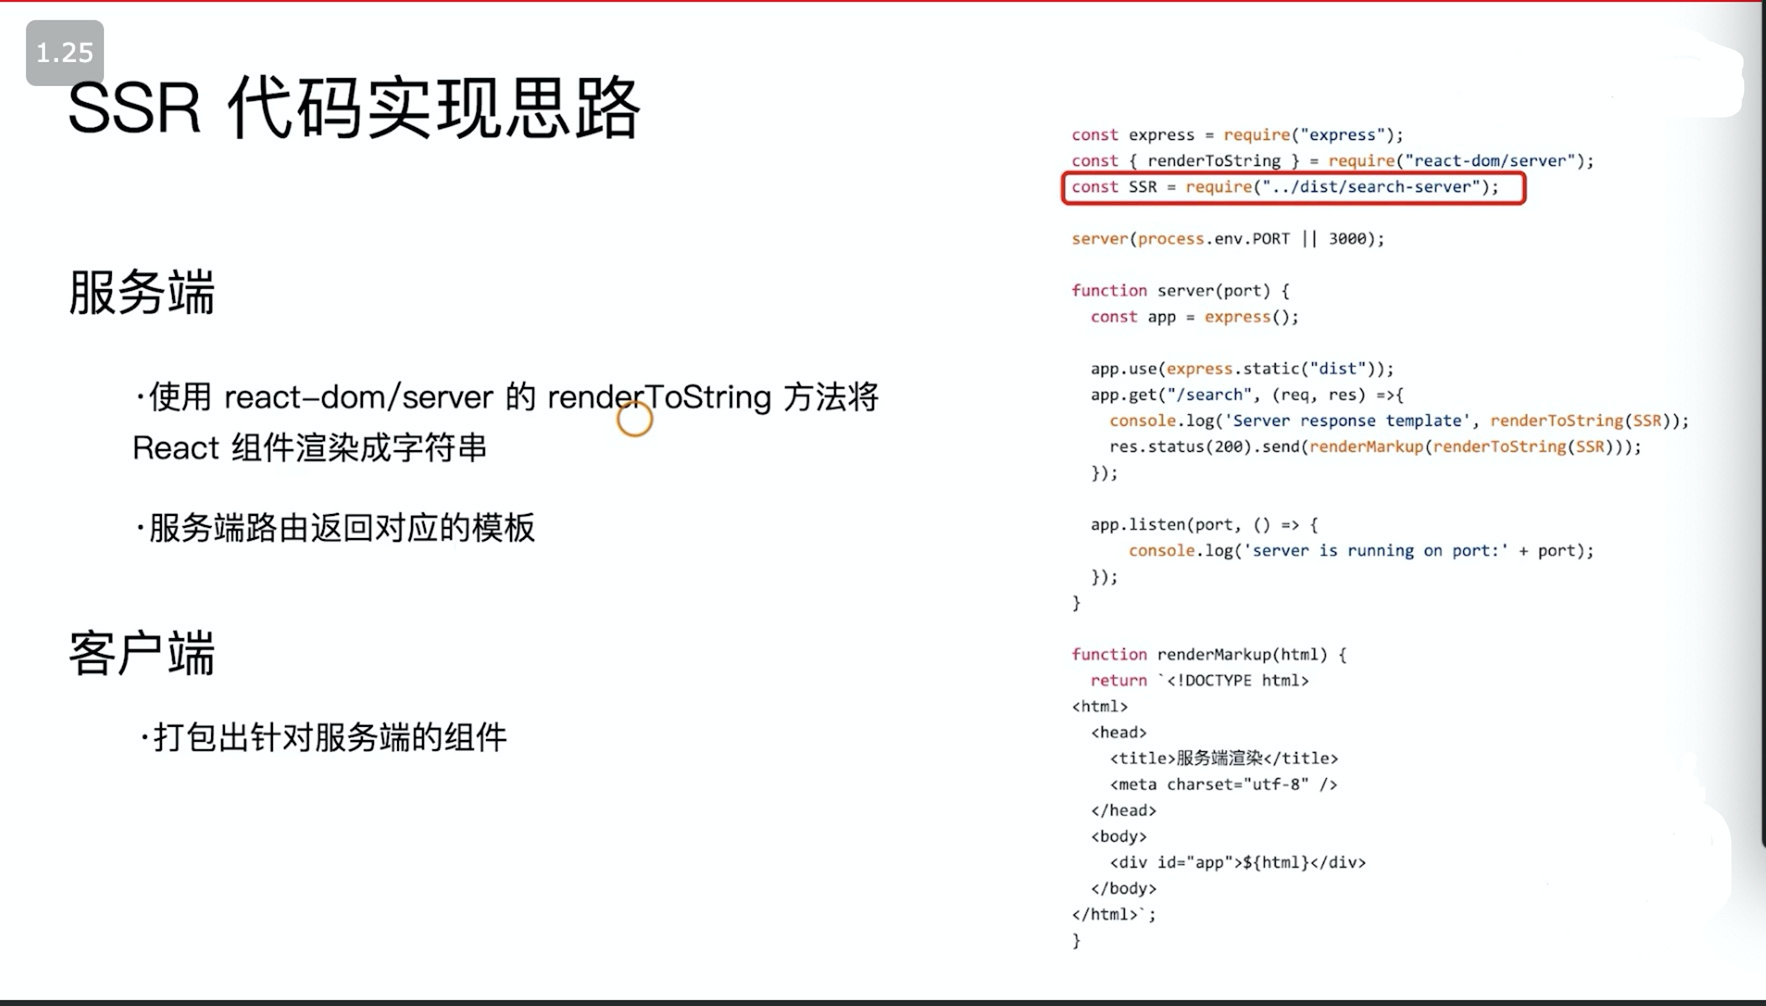 1.25
SSR 代码实现思路
服务端
·使用 react-dom/server 的 renderToString 方法将
React 组件渲染成字符串
·服务端路由返回对应的模板
客户端
·打包出针对服务端的组件
const express = require("express");
const { renderToString } = require("react-dom/server");
const SSR = require("../dist/search-server");
server(process.env.PORT || 3000);
function server(port) {
const app = express();
app.use(express.static("dist"));
app.get("/search", (req, res) =>{
console.log('Server response template', renderToString(SSR));
res.status(200).send(renderMarkup(renderToString(SSR)));
});
app.listen(port, () => {
console.log('server is running on port:' + port);
});
}
function renderMarkup(html) {
return `<!DOCTYPE html>
<html>
<head>
<title>服务端渲染</title>
<meta charset="utf-8" />
</head>
<body>
<div id="app">${html}</div>
</body>
</html>`;
}